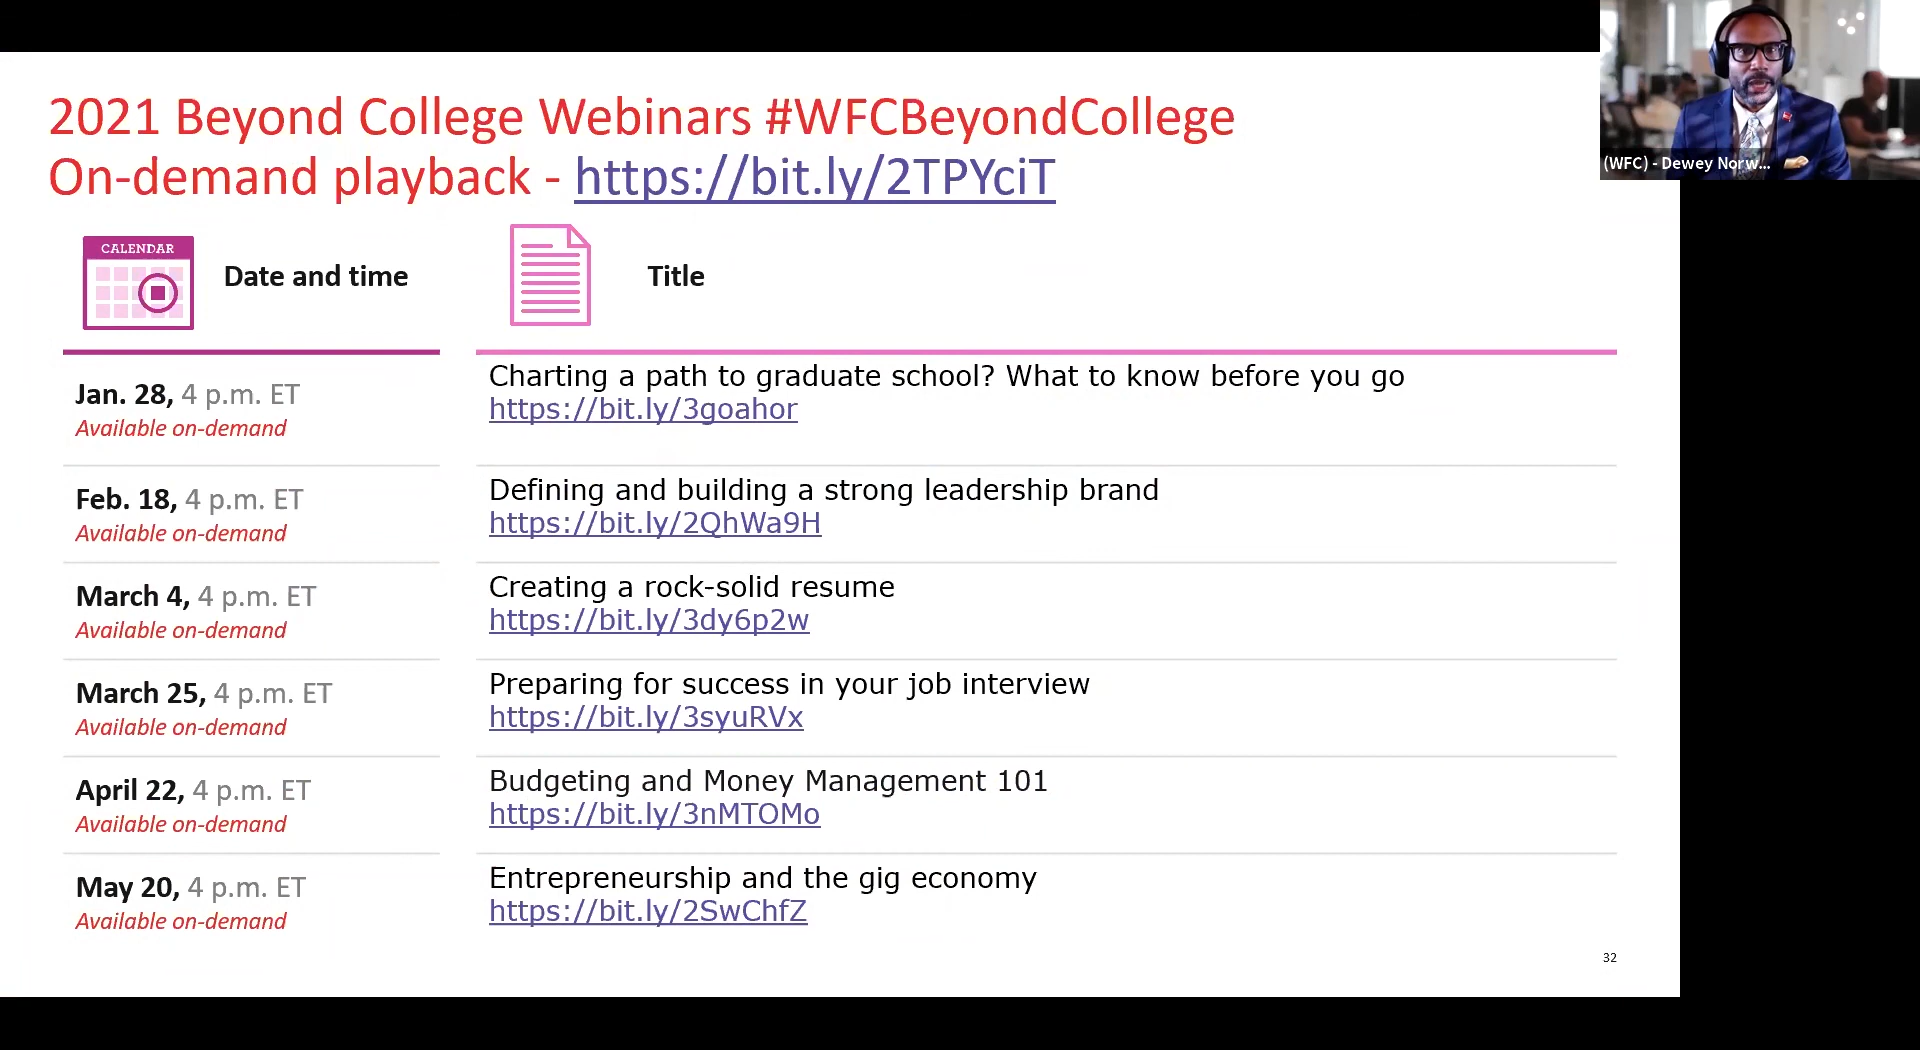 2021 Beyond College Webinars #WFCBeyondCollege
On-demand playback - https://bit.ly/2TPYciT
(WFC) - Dewey Norw...
CALENDAR
Date and time
Title
Jan. 28, 4 p.m. ET
Available on-demand
Charting a path to graduate school? What to know before you go
https://bit.ly/3goahor
Feb. 18, 4 p.m. ET
Available on-demand
Defining and building a strong leadership brand
https://bit.ly/2QhWa9H
March 4, 4 p.m. ET
Available on-demand
Creating a rock-solid resume
https://bit.ly/3dy6p2w
March 25, 4 p.m. ET
Available on-demand
Preparing for success in your job interview
https://bit.ly/3syuRVx
April 22, 4 p.m. ET
Available on-demand
Budgeting and Money Management 101
https://bit.ly/3nMTOMo
May 20, 4 p.m. ET
Available on-demand
Entrepreneurship and the gig economy
https://bit.ly/2SwChfZ
32